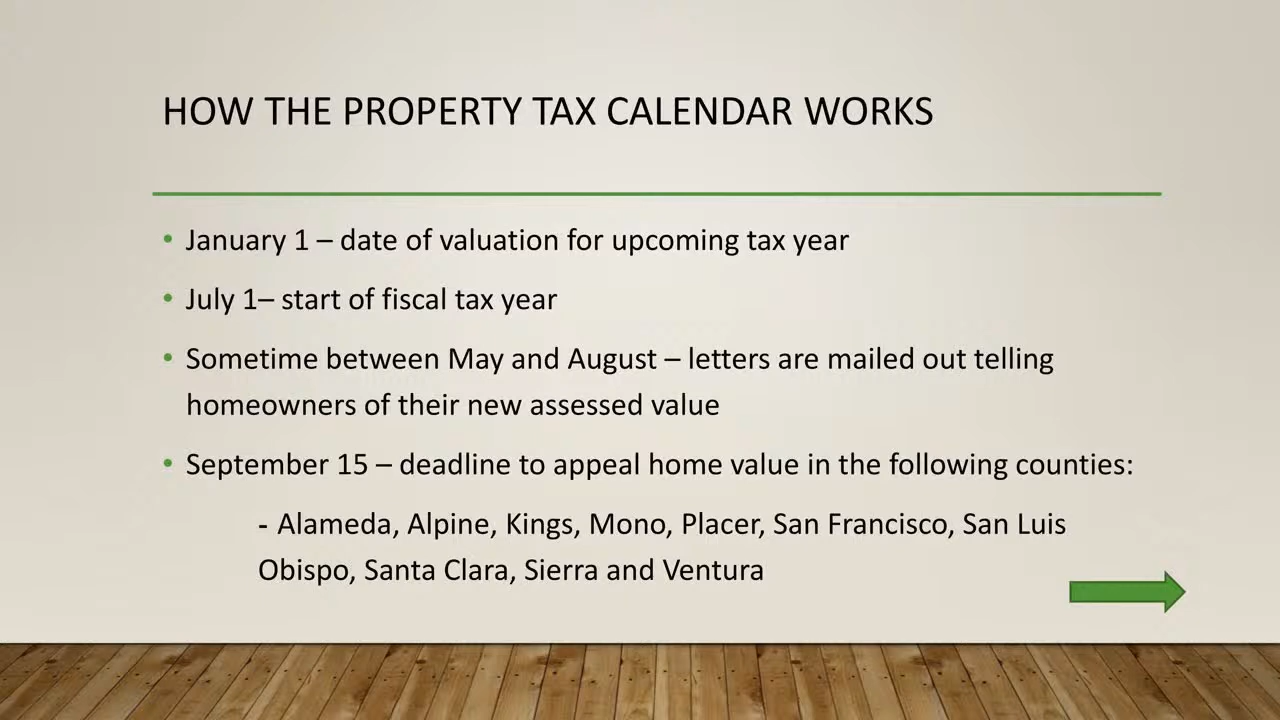 HOW THE PROPERTY TAX CALENDAR WORKS
• January 1 – date of valuation for upcoming tax year
• July 1– start of fiscal tax year
• Sometime between May and August – letters are mailed out telling
homeowners of their new assessed value
• September 15 – deadline to appeal home value in the following counties:
- Alameda, Alpine, Kings, Mono, Placer, San Francisco, San Luis
Obispo, Santa Clara, Sierra and Ventura